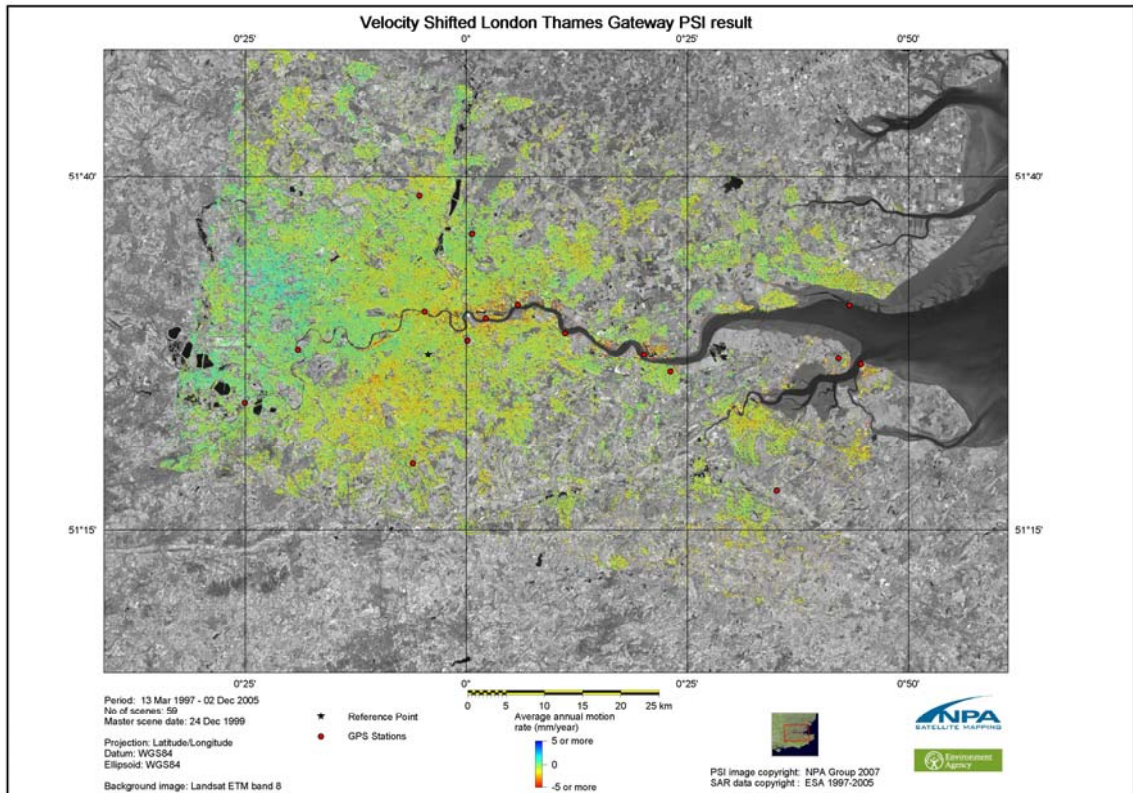 Velocity Shifted London Thames Gateway PSI result
0°25'
0°
0°25'
0°50'
51°40'
51°40'
51°15'
51°15'
0°25'
0°
0°25'
0°50'
Period: 13 Mar 1997 - 02 Dec 2005
No of scenes: 59
Master scene date: 24 Dec 1999
Projection: Latitude/Longitude
Datum: WGS84
Ellipsoid: WGS84
Background image: Landsat ETM band 8
Reference Point
GPS Stations
0 5 10 15 20 25 km
Average annual motion
rate (mm/year)
5 or more
0
-5 or more
PSI image copyright: NPA Group 2007
SAR data copyright : ESA 1997-2005
NPA
SATELLITE MAPPING
Environment
Agency